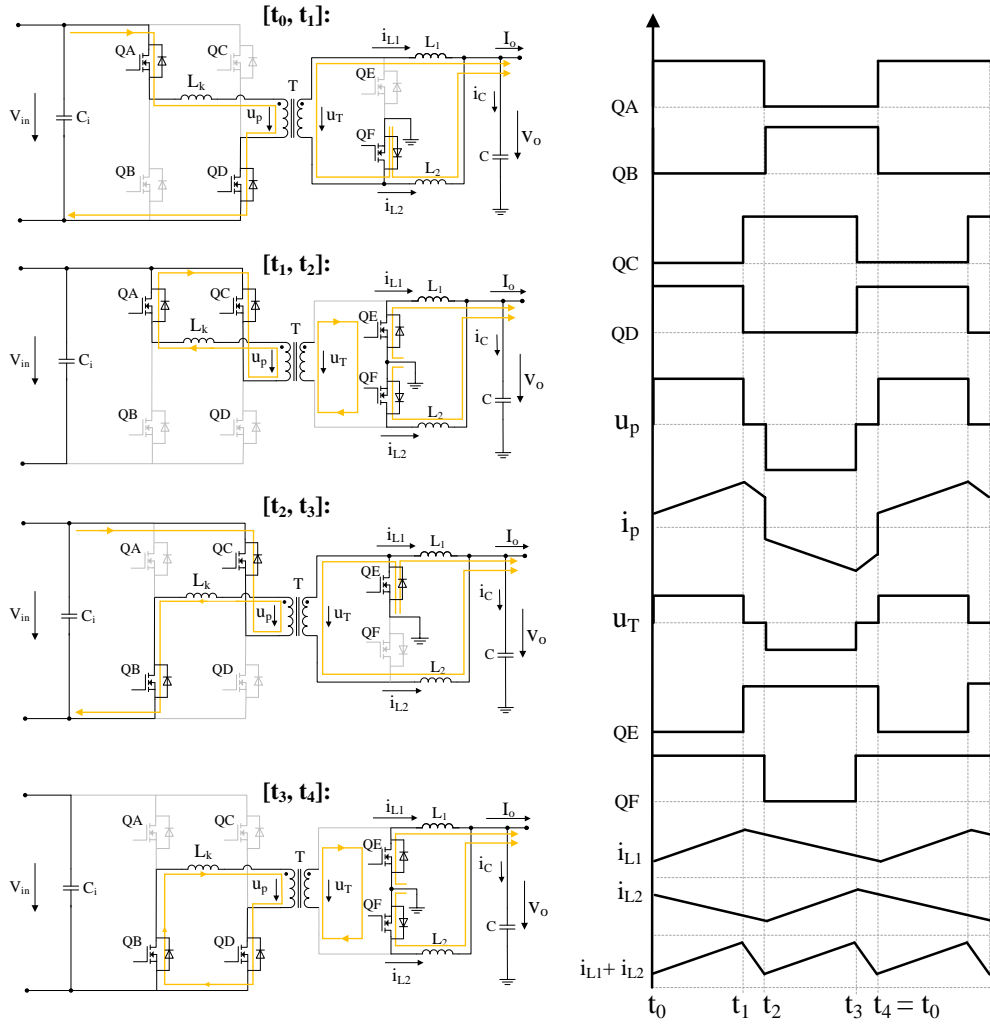 [t0, t1]:
QA
QC
Lk
T
Vin
Ci
up
uT
QB
QD
iL1
L1
Io
QE
iC
QF
C
Vo
L2
iL2
[t1, t2]:
QA
QC
Lk
T
Vin
Ci
up
uT
QB
QD
iL1
L1
Io
QE
iC
QF
C
Vo
L2
iL2
[t2, t3]:
QA
QC
Lk
T
Vin
Ci
up
uT
QB
QD
iL1
L1
Io
QE
iC
QF
C
Vo
L2
iL2
[t3, t4]:
QA
QC
Lk
T
Vin
Ci
up
uT
QB
QD
iL1
L1
Io
QE
iC
QF
C
Vo
L2
iL2
QA
QB
QC
QD
up
ip
uT
QE
QF
iL1
iL2
iL1+ iL2
t0 t1 t2 t3 t4 = t0